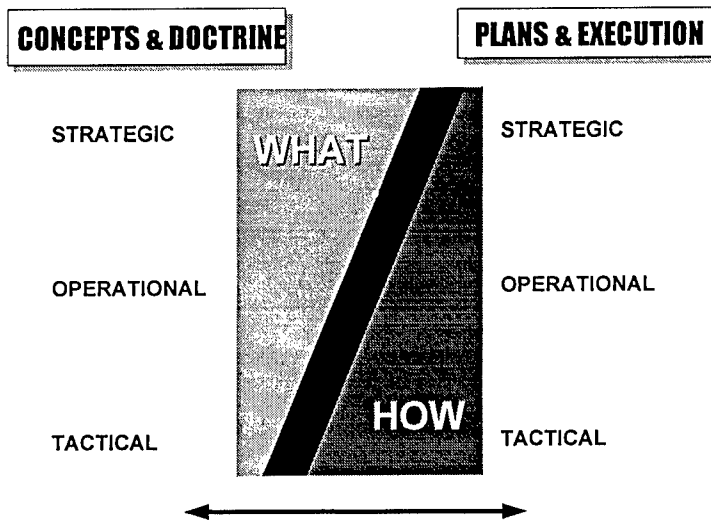 CONCEPTS & DOCTRINE
PLANS & EXECUTION
STRATEGIC
WHAT
STRATEGIC
OPERATIONAL
OPERATIONAL
HOW
TACTICAL
TACTICAL